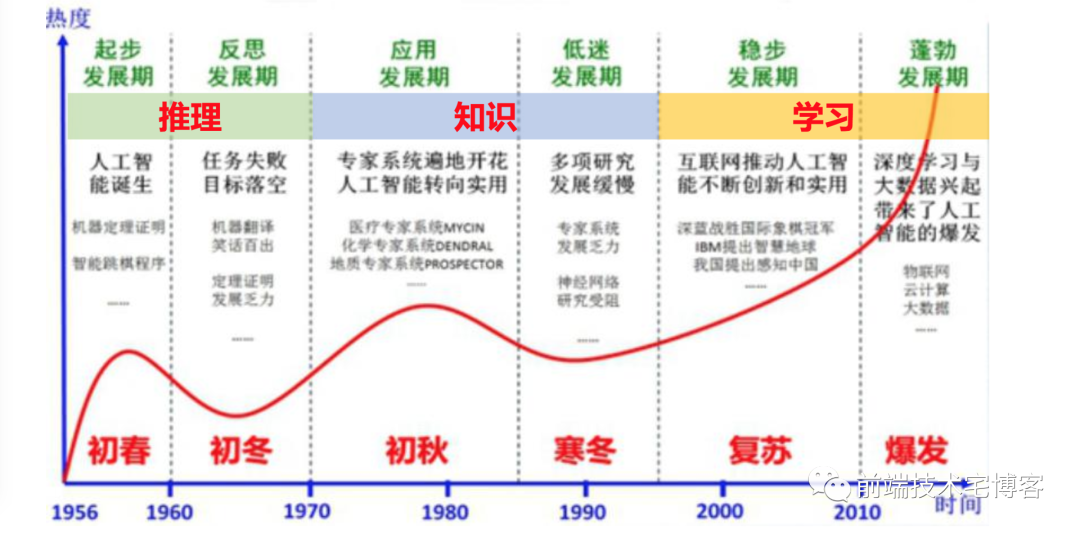 热度
起步
发展期
反思
发展期
应用
发展期
低迷
发展期
稳步
发展期
蓬勃
发展期
推理
知识
学习
人工智
能诞生
机器定理证明
智能跳棋程序
……
任务失败
目标落空
机器翻译
笑话百出
定理证明
发展乏力
……
专家系统遍地开花
人工智能转向实用
医疗专家系统MYCIN
化学专家系统DENDRAL
地质专家系统PROSPECTOR
……
多项研究
发展缓慢
专家系统
发展乏力
神经网络
研究受阻
……
互联网推动人工智
能不断创新和实用
深蓝战胜国际象棋冠军
IBM提出智慧地球
我国提出感知中国
……
深度学习与
大数据兴起
带来了人工
智能的爆发
物联网
云计算
大数据
……
初春
初冬
初秋
寒冬
复苏
爆发
前端技术宅博客
1956
1960
1970
1980
1990
2000
2010
时间